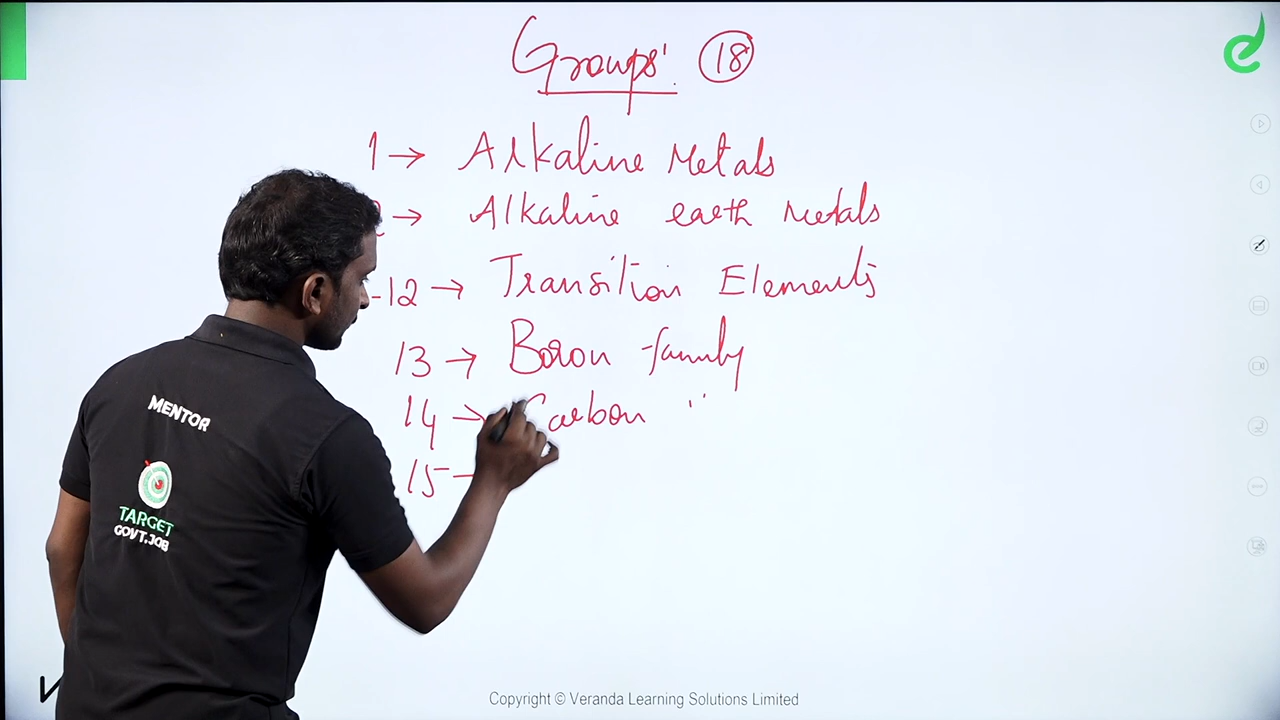 Groups' 18
1 → Alkaline Metals
2 → Alkaline earth Metals
-12 → Transition Elements
13 → Boron family
14 → Carbon "
15 -
MENTOR
TARGET
GOVT.JOB
Copyright © Veranda Learning Solutions Limited